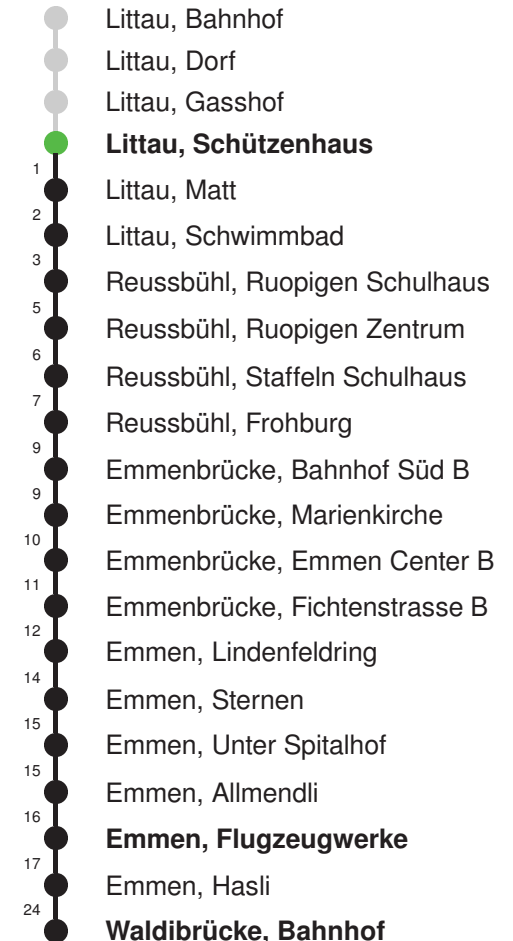 Littau, Bahnhof
Littau, Dorf
Littau, Gasshof
Littau, Schützenhaus
1
Littau, Matt
2
Littau, Schwimmbad
3
Reussbühl, Ruopigen Schulhaus
5
Reussbühl, Ruopigen Zentrum
6
Reussbühl, Staffeln Schulhaus
7
Reussbühl, Frohburg
9
Emmenbrücke, Bahnhof Süd B
9
Emmenbrücke, Marienkirche
10
Emmenbrücke, Emmen Center B
11
Emmenbrücke, Fichtenstrasse B
12
Emmen, Lindenfeldring
14
Emmen, Sternen
15
Emmen, Unter Spitalhof
15
Emmen, Allmendli
16
Emmen, Flugzeugwerke
17
Emmen, Hasli
24
Waldibrücke, Bahnhof